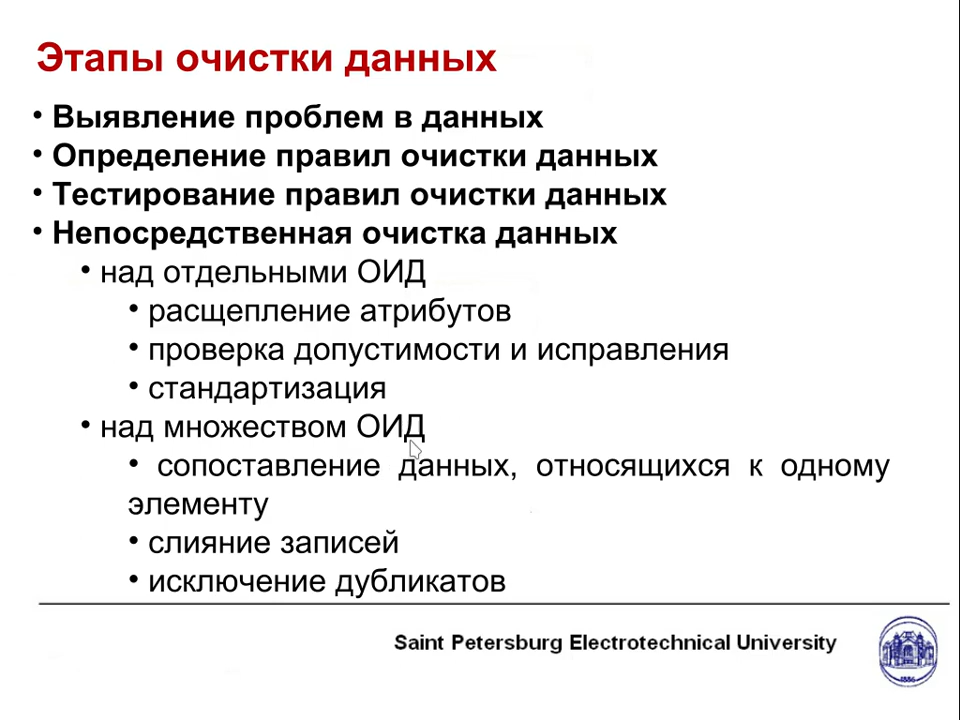 Этапы очистки данных
• Выявление проблем в данных
• Определение правил очистки данных
• Тестирование правил очистки данных
• Непосредственная очистка данных
• над отдельными ОИД
• расщепление атрибутов
• проверка допустимости и исправления
• стандартизация
• над множеством ОИД
• сопоставление данных, относящихся к одному
элементу
• слияние записей
• исключение дубликатов
Saint Petersburg Electrotechnical University
1886